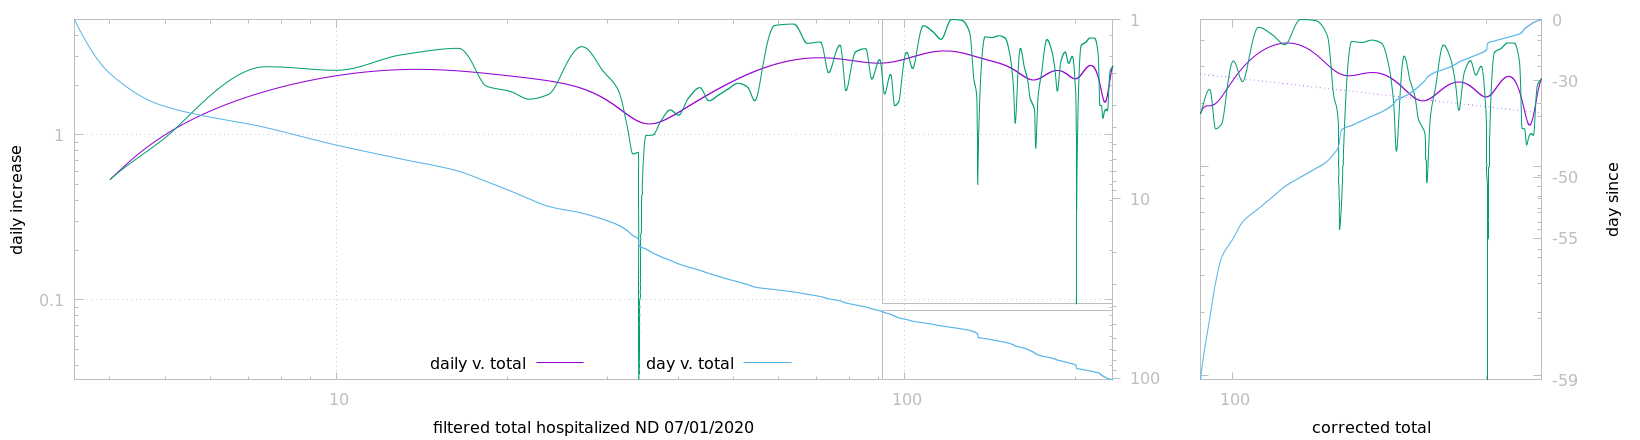 daily increase
1
0.1
10
100
filtered total hospitalized ND 07/01/2020
daily v. total
day v. total
1
10
100
100
corrected total
0
-30
-50
-55
-59
day since